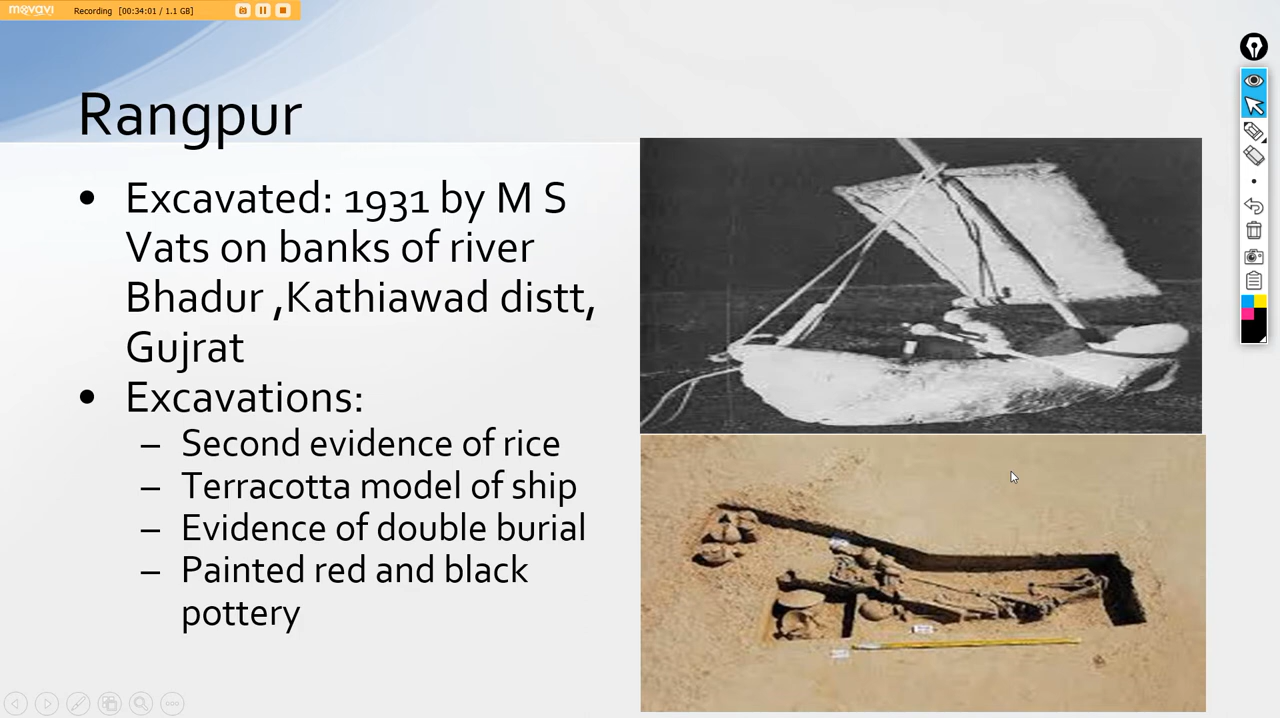 movavi
Recording [00:34:01 / 1.1 GB]
Rangpur
• Excavated: 1931 by M S
Vats on banks of river
Bhadur ,Kathiawad distt,
Gujrat
• Excavations:
– Second evidence of rice
– Terracotta model of ship
– Evidence of double burial
– Painted red and black
pottery